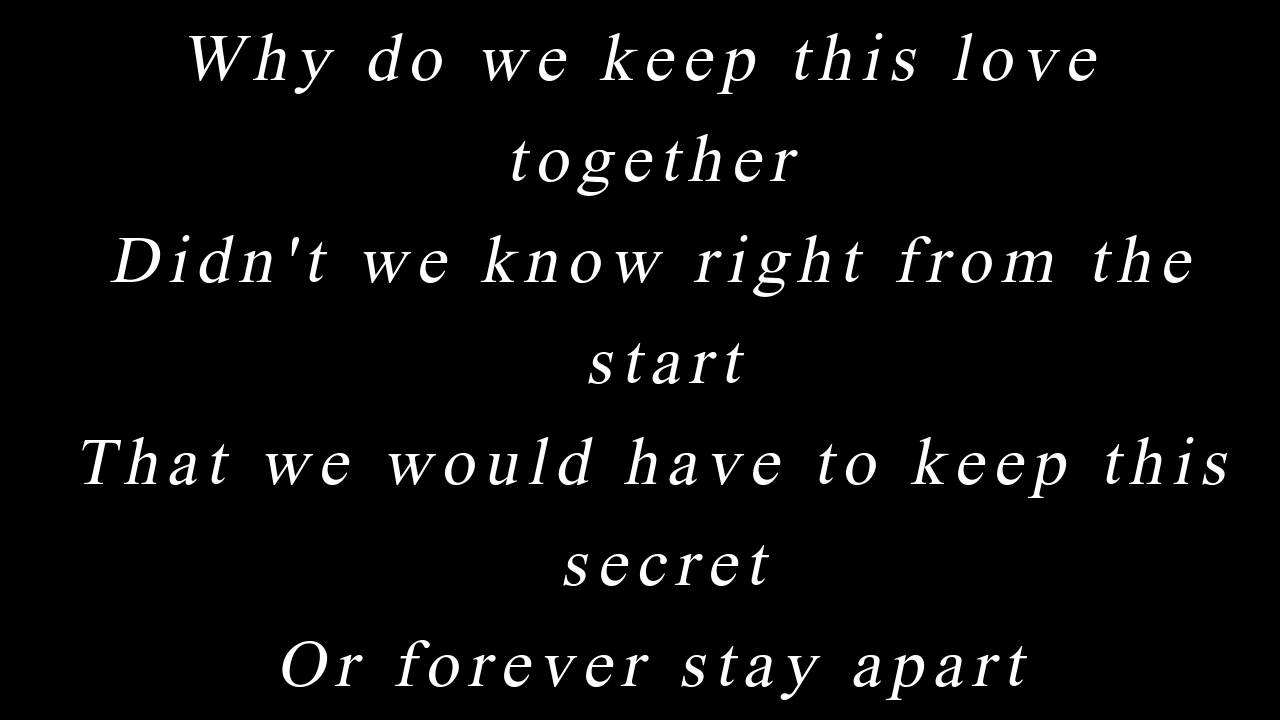 Why do we keep this love
together
Didn't we know right from the
start
That we would have to keep this
secret
Or forever stay apart